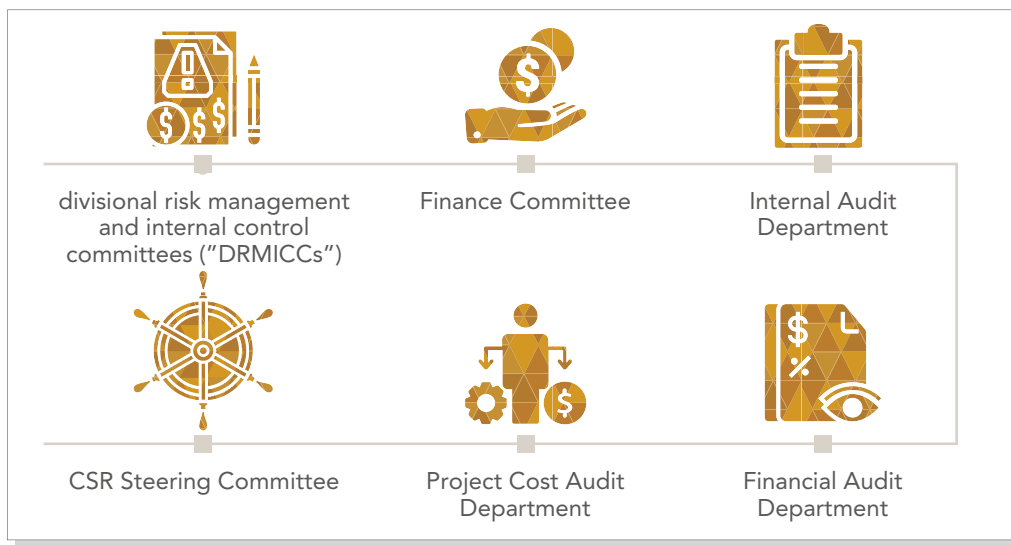 divisional risk management
and internal control
committees ("DRMICCs")
Finance Committee
Internal Audit
Department
CSR Steering Committee
Project Cost Audit
Department
Financial Audit
Department